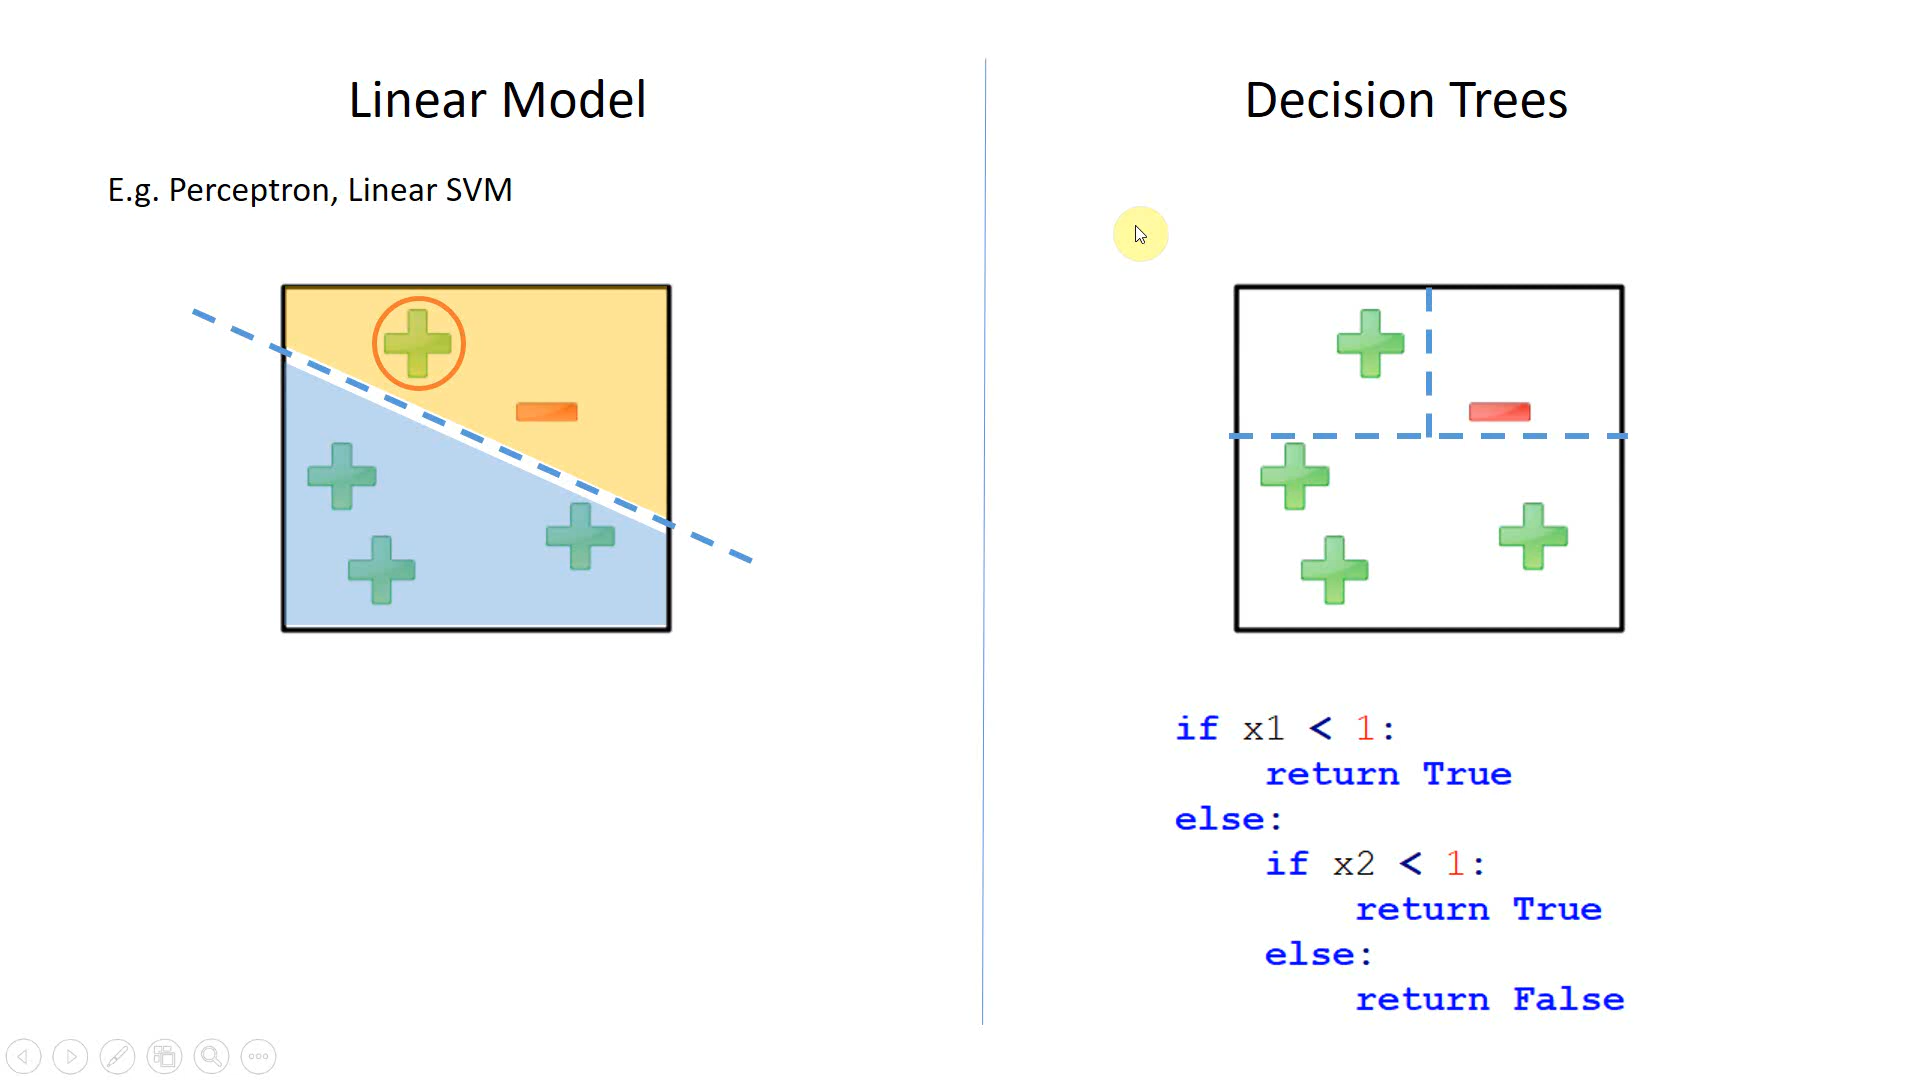 Linear Model
E.g. Perceptron, Linear SVM
Decision Trees
if x1 < 1:
    return True
else:
    if x2 < 1:
        return True
    else:
        return False